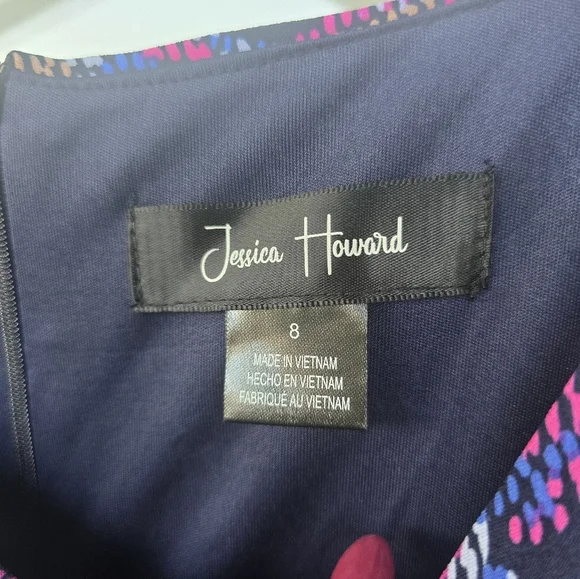 Jessica Howard
8
MADE IN VIETNAM
HECHO EN VIETNAM
FABRIQUÉ AU VIETNAM